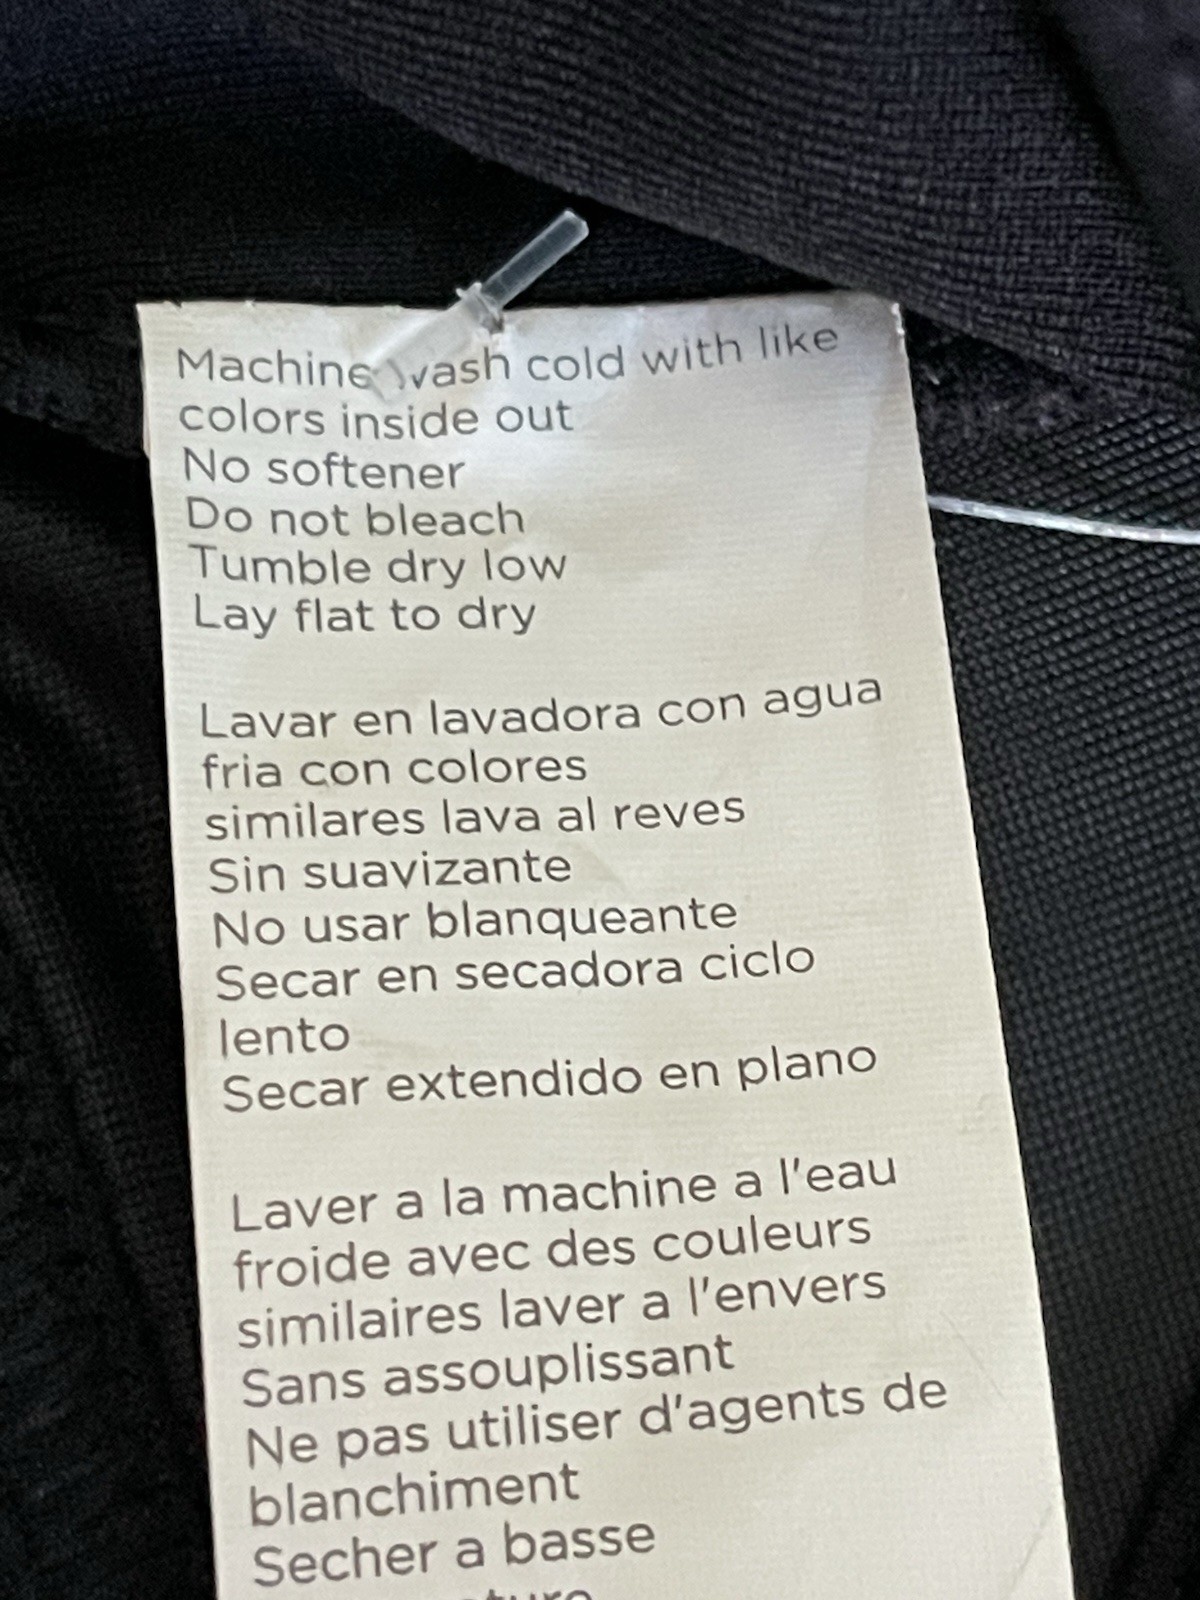 Machine wash cold with like
colors inside out
No softener
Do not bleach
Tumble dry low
Lay flat to dry
Lavar en lavadora con agua
fria con colores
similares lava al reves
Sin suavizante
No usar blanqueante
Secar en secadora ciclo
lento
Secar extendido en plano
Laver a la machine a l'eau
froide avec des couleurs
similaires laver a l'envers
Sans assouplissant
Ne pas utiliser d'agents de
blanchiment
Secher a basse